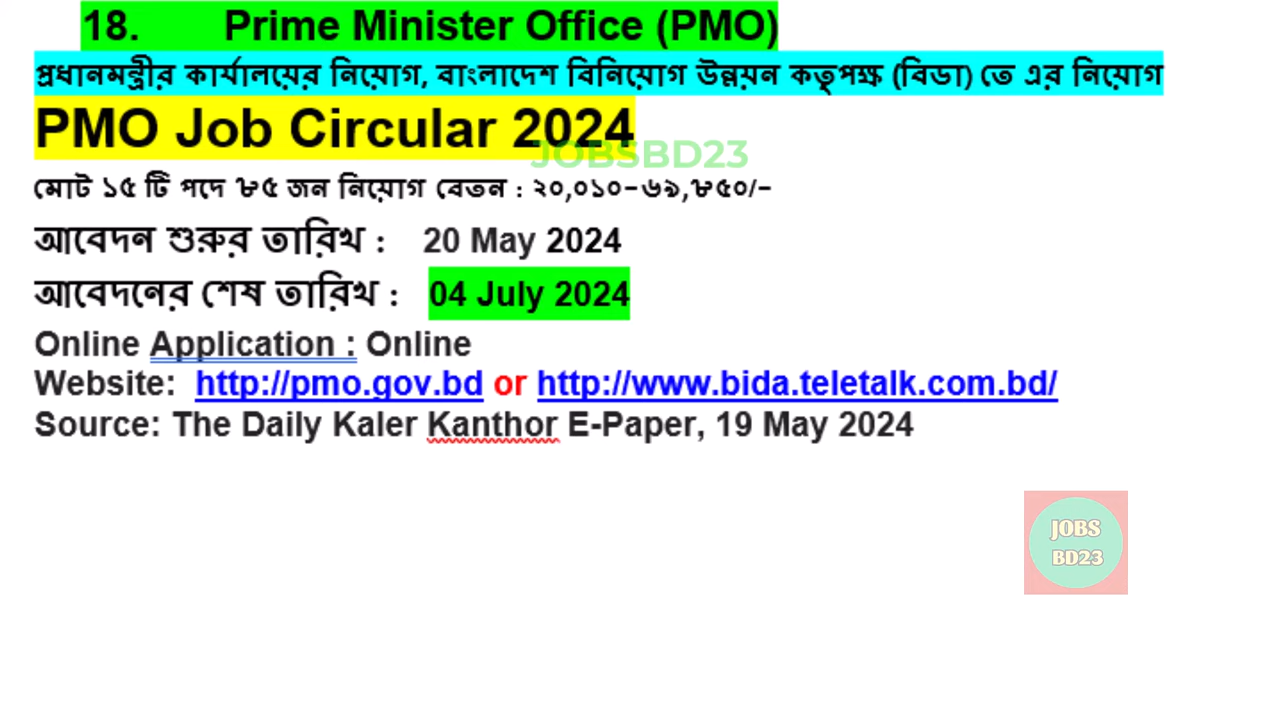 18. Prime Minister Office (PMO)
প্রধানমন্ত্রীর কার্যালয়ের নিয়োগ, বাংলাদেশ বিনিয়োগ উন্নয়ন কতৃপক্ষ (বিডা) তে এর নিয়োগ
PMO Job Circular 2024
JOBSBD23
মোট ১৫ টি পদে ৮৫ জন নিয়োগ বেতন : ২০,০১০-৬৯,৮৫০/-
আবেদন শুরুর তারিখ : 20 May 2024
আবেদনের শেষ তারিখ : 04 July 2024
Online Application : Online
Website: http://pmo.gov.bd or http://www.bida.teletalk.com.bd/
Source: The Daily Kaler Kanthor E-Paper, 19 May 2024
JOBS
BD23